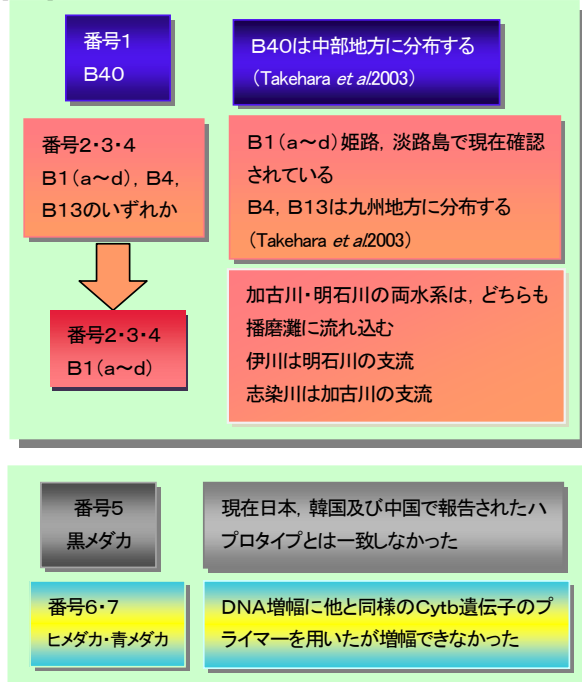 番号1
B40
B40は中部地方に分布する
(Takehara et al.2003)
番号2・3・4
B1(a~d), B4,
B13のいずれか
B1(a~d)姫路, 淡路島で現在確認
されている
B4, B13は九州地方に分布する
(Takehara et al.2003)
番号2・3・4
B1(a~d)
加古川・明石川の両水系は, どちらも
播磨灘に流れ込む
伊川は明石川の支流
志染川は加古川の支流
番号5
黒メダカ
現在日本, 韓国及び中国で報告されたハ
プロタイプとは一致しなかった
番号6・7
ヒメダカ・青メダカ
DNA増幅に他と同様のCytb遺伝子のプ
ライマーを用いたが増幅できなかった